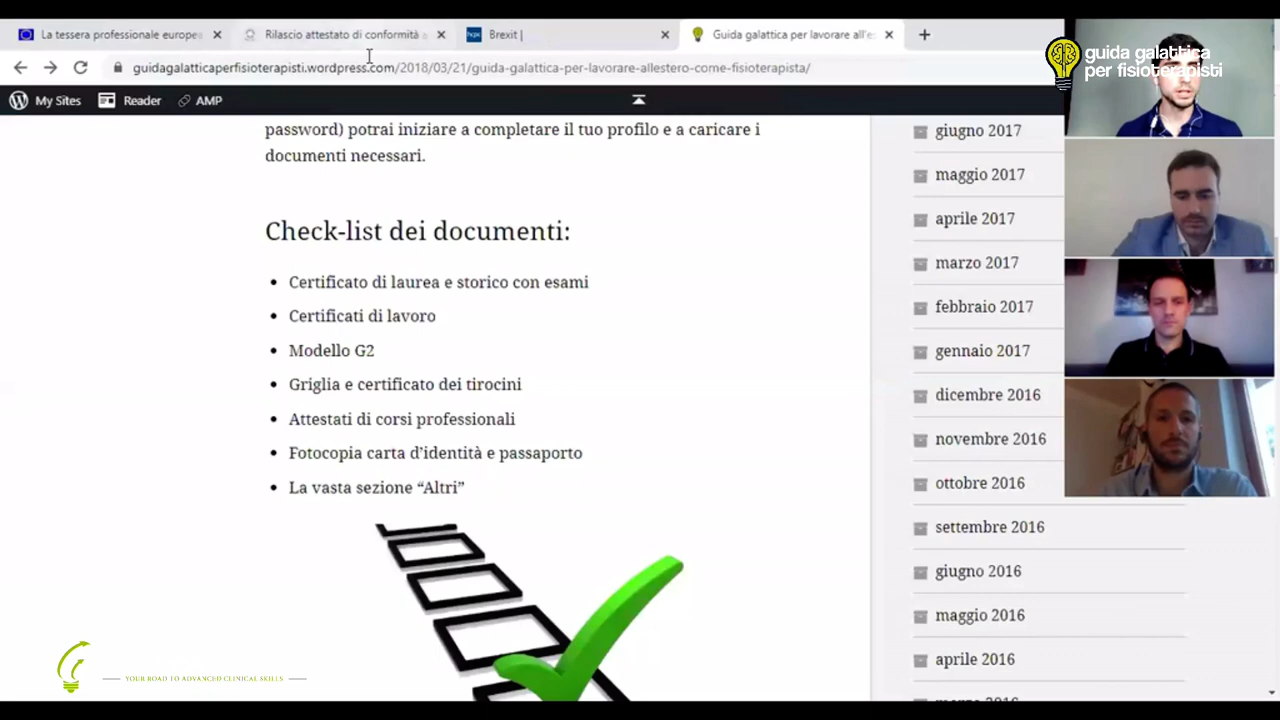 La tessera professionale europe
Rilascio attestato di conformità a
hcpc
Brexit |
Guida galattica per lavorare all'es
guidagalatticaperfisioterapisti.wordpress.com/2018/03/21/guida-galattica-per-lavorare-allestero-come-fisioterapista/
guida galattica
per fisioterapisti
My Sites
Reader
AMP
password) potrai iniziare a completare il tuo profilo e a caricare i
documenti necessari.
Check-list dei documenti:
• Certificato di laurea e storico con esami
• Certificati di lavoro
• Modello G2
• Griglia e certificato dei tirocini
• Attestati di corsi professionali
• Fotocopia carta d'identità e passaporto
• La vasta sezione “Altri”
giugno 2017
maggio 2017
aprile 2017
marzo 2017
febbraio 2017
gennaio 2017
dicembre 2016
novembre 2016
ottobre 2016
settembre 2016
giugno 2016
maggio 2016
aprile 2016
YOUR ROAD TO ADVANCED CLINICAL SKILLS